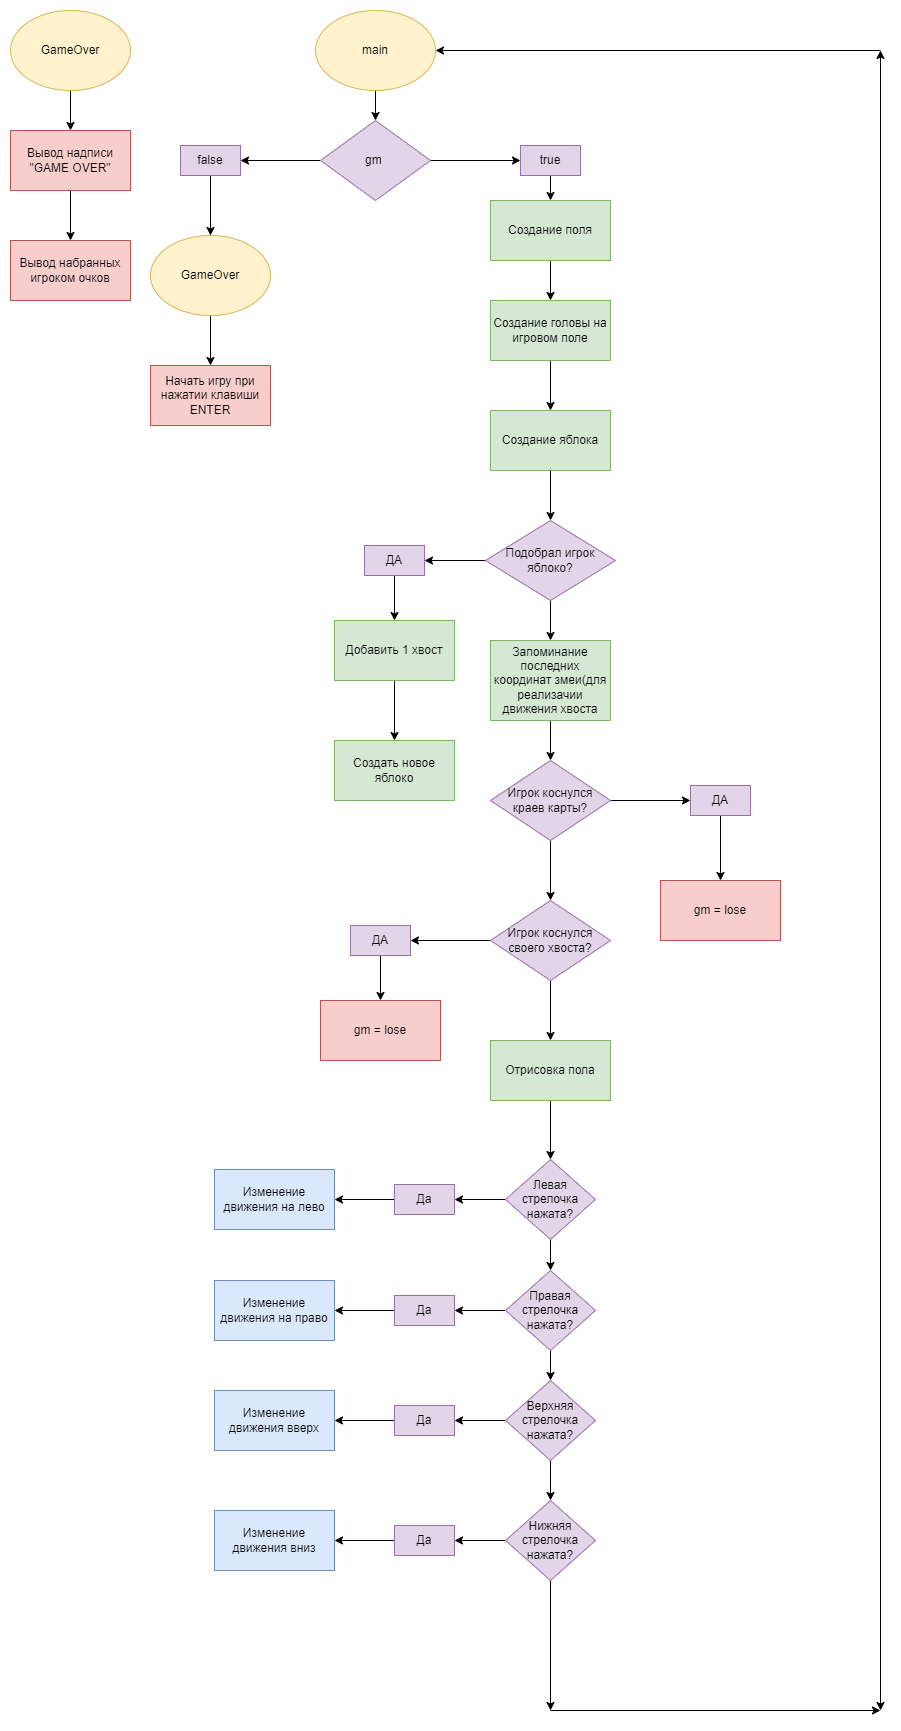 GameOver
main
Вывод надписи
"GAME OVER"
false
gm
true
Создание поля
Вывод набранных
игроком очков
GameOver
Создание головы на
игровом поле
Начать игру при
нажатии клавиши
ENTER
Создание яблока
ДА
Подобрал игрок
яблоко?
Добавить 1 хвост
Запоминание
последних
координат змеи(для
реализачии
движения хвоста
Создать новое
яблоко
Игрок коснулся
краев карты?
ДА
gm = lose
ДА
Игрок коснулся
своего хвоста?
gm = lose
Отрисовка пола
Изменение
движения на лево
Да
Левая
стрелочка
нажата?
Изменение
движения на право
Да
Правая
стрелочка
нажата?
Изменение
движения вверх
Да
Верхняя
стрелочка
нажата?
Изменение
движения вниз
Да
Нижняя
стрелочка
нажата?